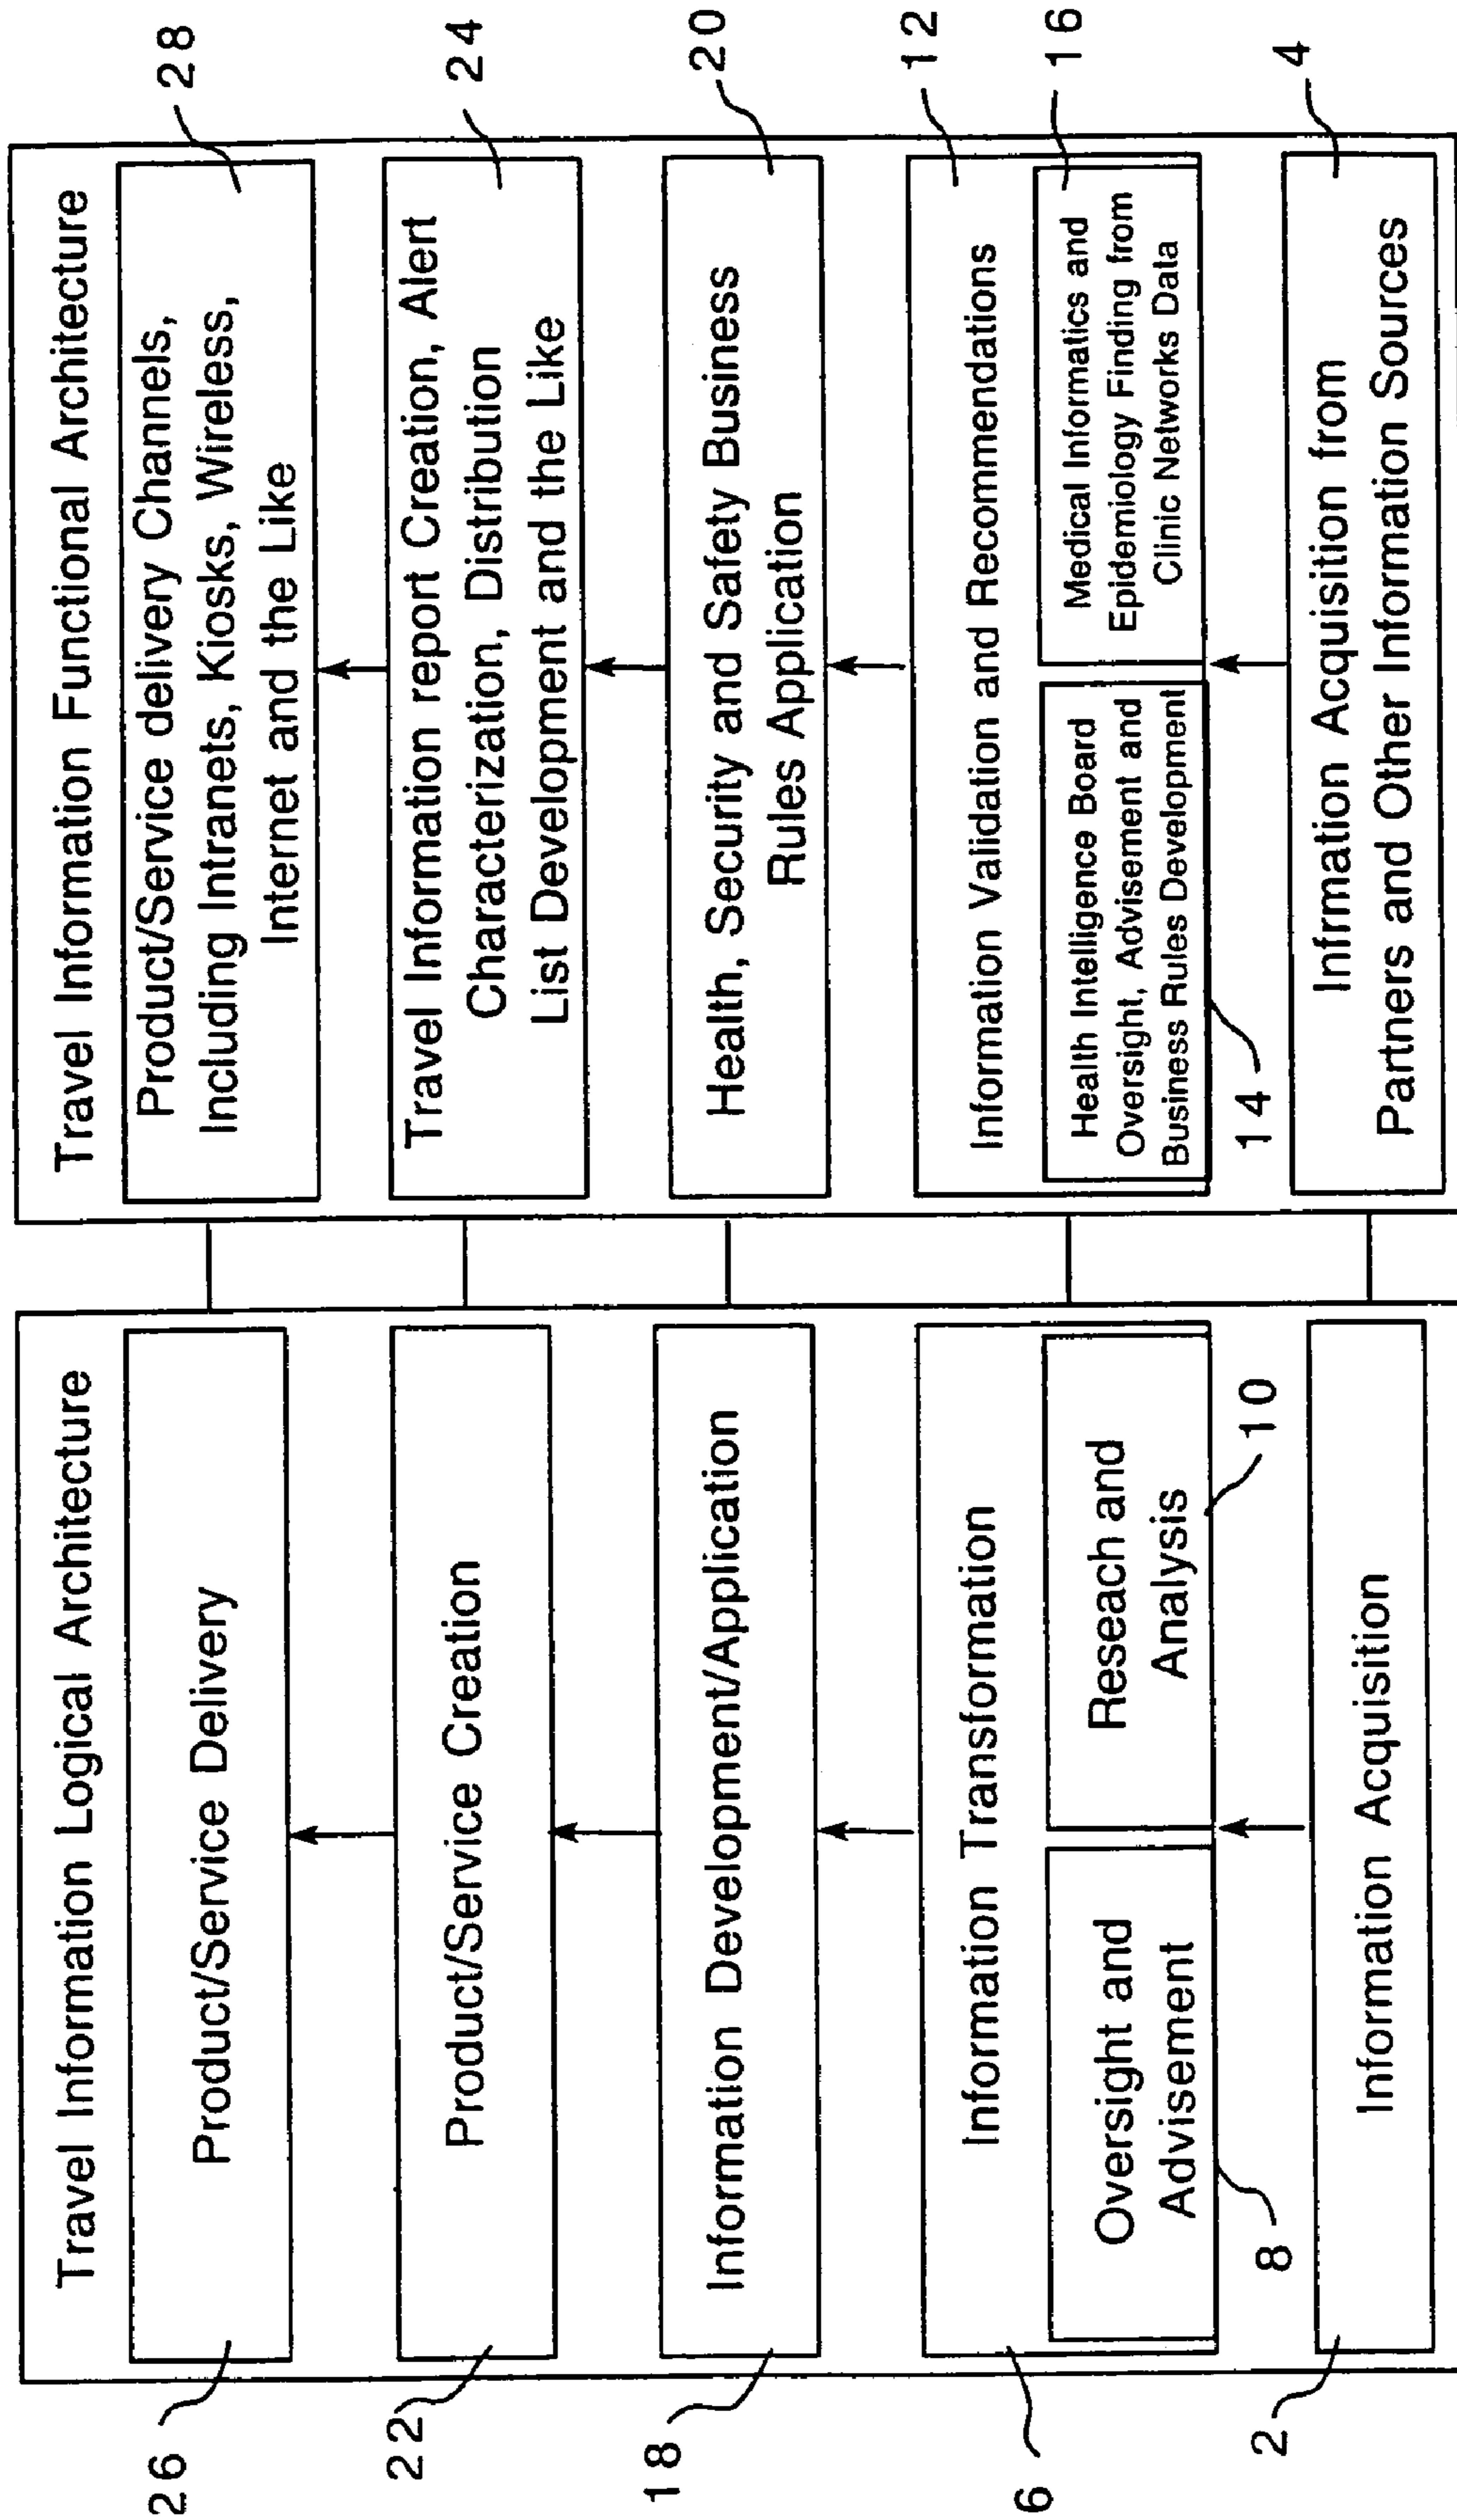 Travel Information Logical Architecture
26
Product/Service Delivery
22
Product/Service Creation
18
Information Development/Application
6
Information Transformation
Oversight and
Advisement
8
Reseach and
Analysis
10
2
Information Acquisition
Travel Information Functional Architecture
Product/Service delivery Channels,
Including Intranets, Kiosks, Wireless,
Internet and the Like
28
Travel Information report Creation, Alert
Characterization, Distribution
List Development and the Like
24
Health, Security and Safety Business
Rules Application
20
Information Validation and Recommendations
12
Health Intelligence Board
Oversight, Advisement and
Business Rules Development
14
Medical Informatics and
Epidemiology Finding from
Clinic Networks Data
16
Infrmation Acquisition from
Partners and Other Information Sources
4